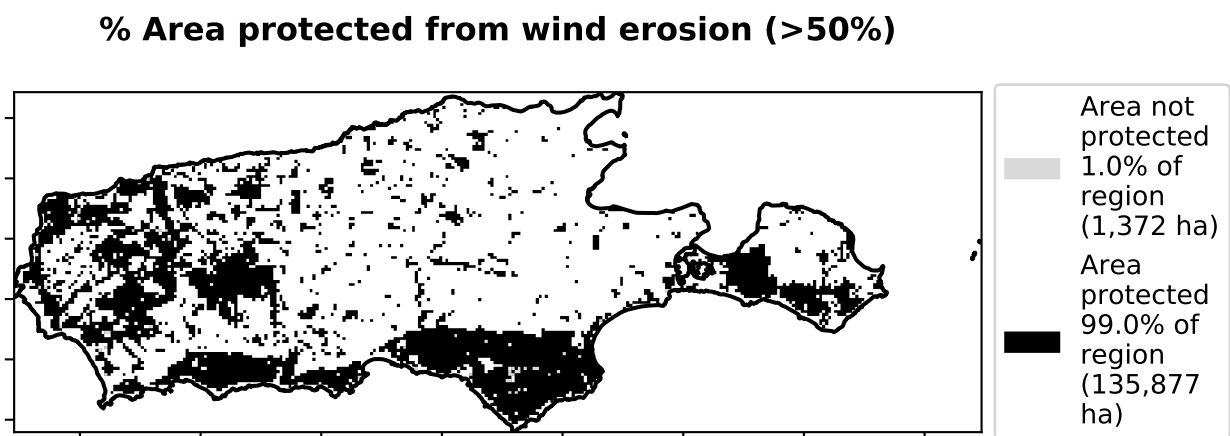 % Area protected from wind erosion (>50%)
Area not
protected
1.0% of
region
(1,372 ha)
Area
protected
99.0% of
region
(135,877
ha)